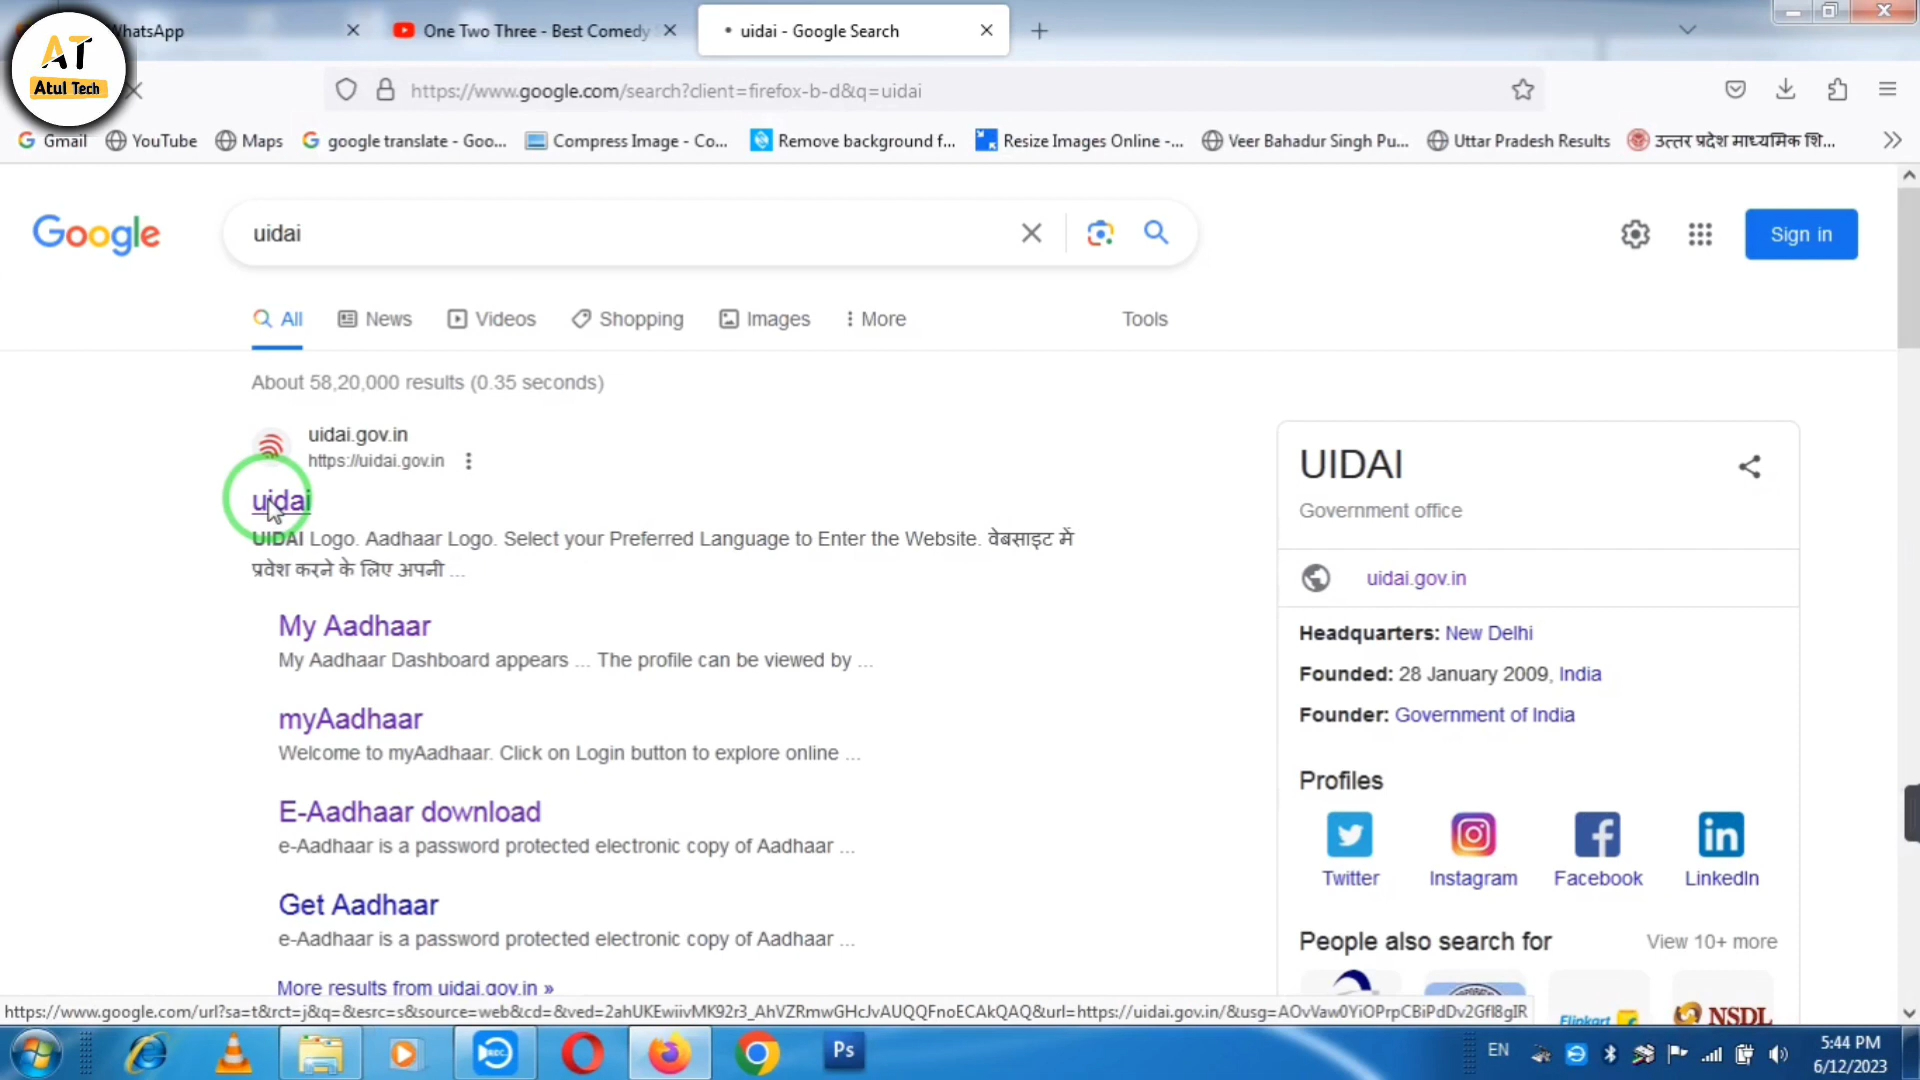 AT
Atul Tech
WhatsApp
One Two Three - Best Comedy
uidai - Google Search
https://www.google.com/search?client=firefox-b-d&q=uidai
Gmail YouTube Maps google translate - Goo... Compress Image - Co... Remove background f... Resize Images Online -... Veer Bahadur Singh Pu... Uttar Pradesh Results उत्तर प्रदेश माध्यमिक शि...
Google
uidai
Sign in
All News Videos Shopping Images More Tools
About 58,20,000 results (0.35 seconds)
uidai.gov.in
https://uidai.gov.in
uidai
UIDAI Logo. Aadhaar Logo. Select your Preferred Language to Enter the Website. वेबसाइट में
प्रवेश करने के लिए अपनी ...
My Aadhaar
My Aadhaar Dashboard appears ... The profile can be viewed by ...
myAadhaar
Welcome to myAadhaar. Click on Login button to explore online ...
E-Aadhaar download
e-Aadhaar is a password protected electronic copy of Aadhaar ...
Get Aadhaar
e-Aadhaar is a password protected electronic copy of Aadhaar ...
More results from uidai.gov.in »
UIDAI
Government office
uidai.gov.in
Headquarters: New Delhi
Founded: 28 January 2009, India
Founder: Government of India
Profiles
Twitter Instagram Facebook LinkedIn
People also search for View 10+ more
Flipkart NSDL
https://www.google.com/url?sa=t&rct=j&q=&esrc=s&source=web&cd=&ved=2ahUKEwiivMK92r3_AhVZRmwGHcJvAUQQFnoECAkQAQ&url=https://uidai.gov.in/&usg=AOvVaw0YiOPrpCBiPdDv2Gfl8gIR
REC
Ps
EN
5:44 PM
6/12/2023